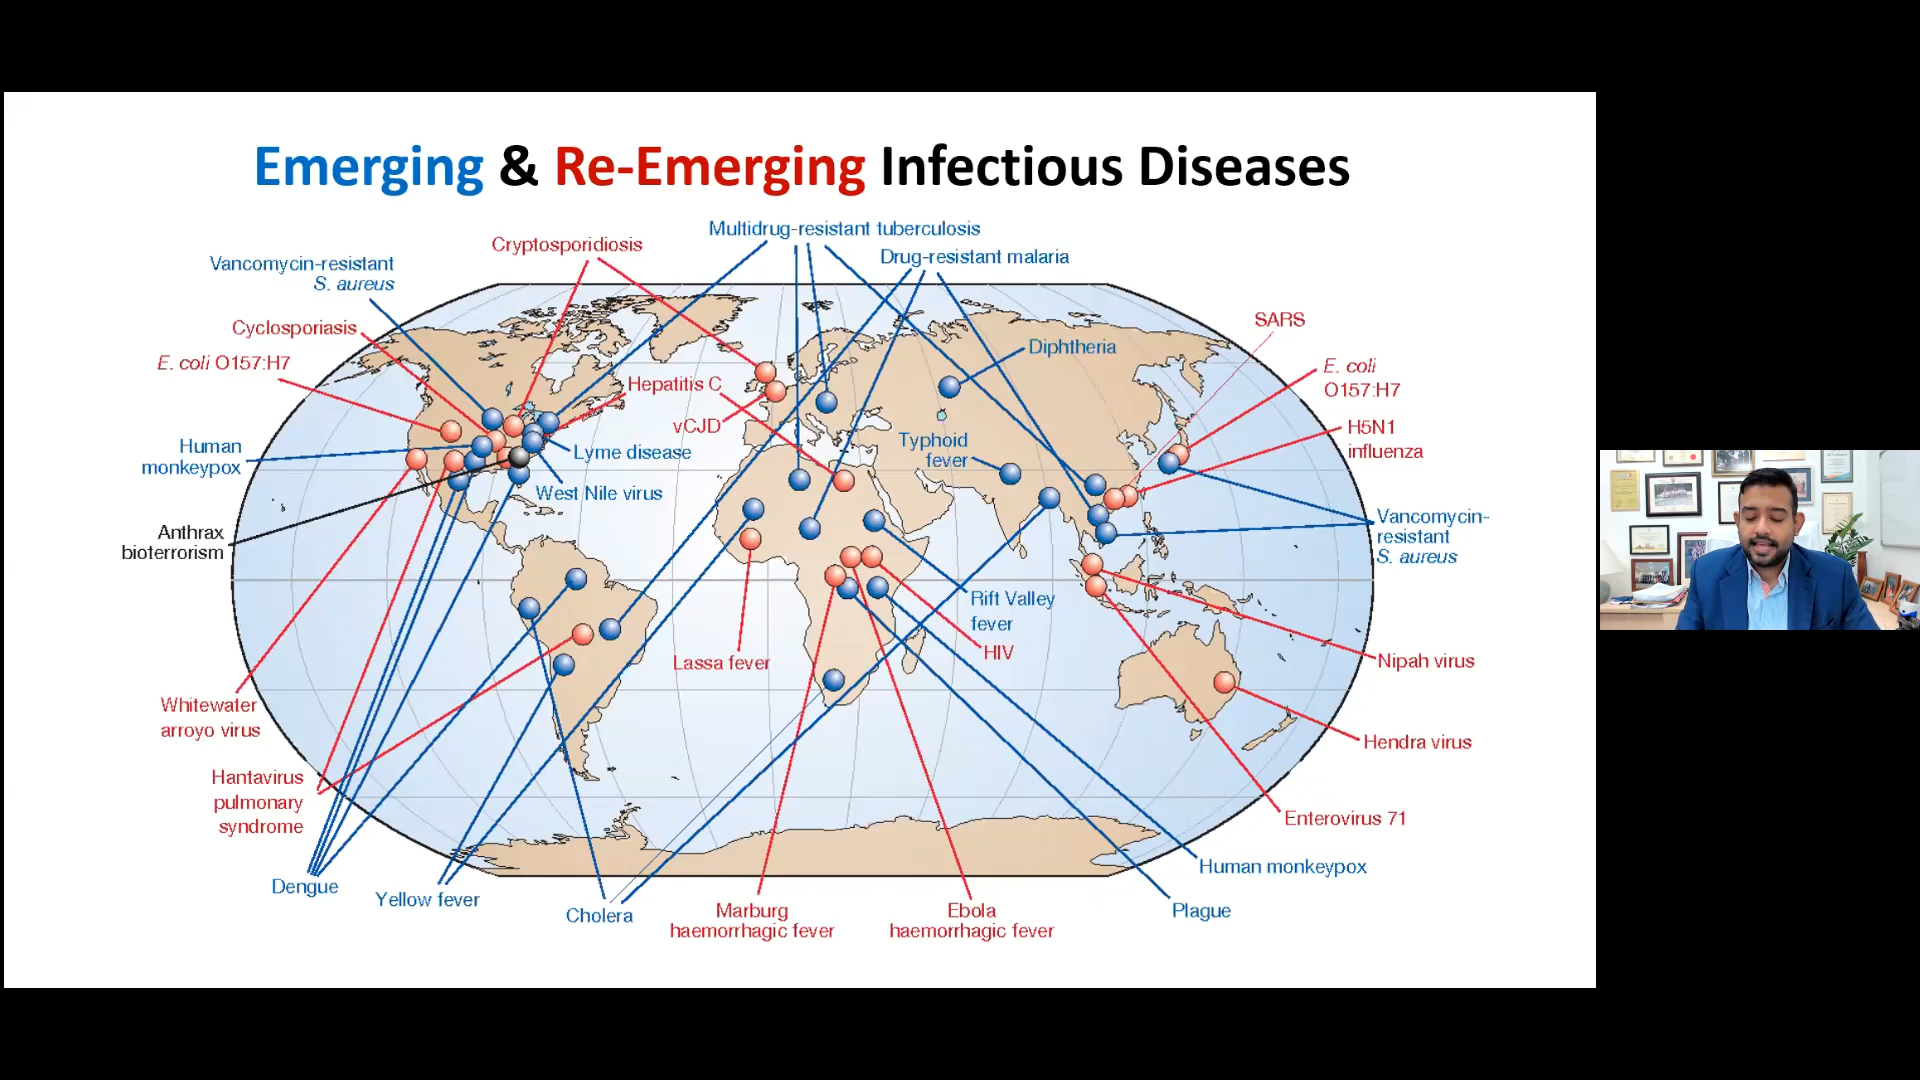 Emerging & Re-Emerging Infectious Diseases
Multidrug-resistant tuberculosis
Cryptosporidiosis
Drug-resistant malaria
Vancomycin-resistant
S. aureus
Cyclosporiasis
E. coli O157:H7
SARS
Diphtheria
E. coli
O157:H7
Hepatitis C
vCJD
H5N1
influenza
Human
monkeypox
Lyme disease
Typhoid
fever
West Nile virus
Anthrax
bioterrorism
Vancomycin-
resistant
S. aureus
Rift Valley
fever
HIV
Lassa fever
Nipah virus
Whitewater
arroyo virus
Hendra virus
Hantavirus
pulmonary
syndrome
Enterovirus 71
Dengue
Yellow fever
Cholera
Marburg
haemorrhagic fever
Ebola
haemorrhagic fever
Human monkeypox
Plague